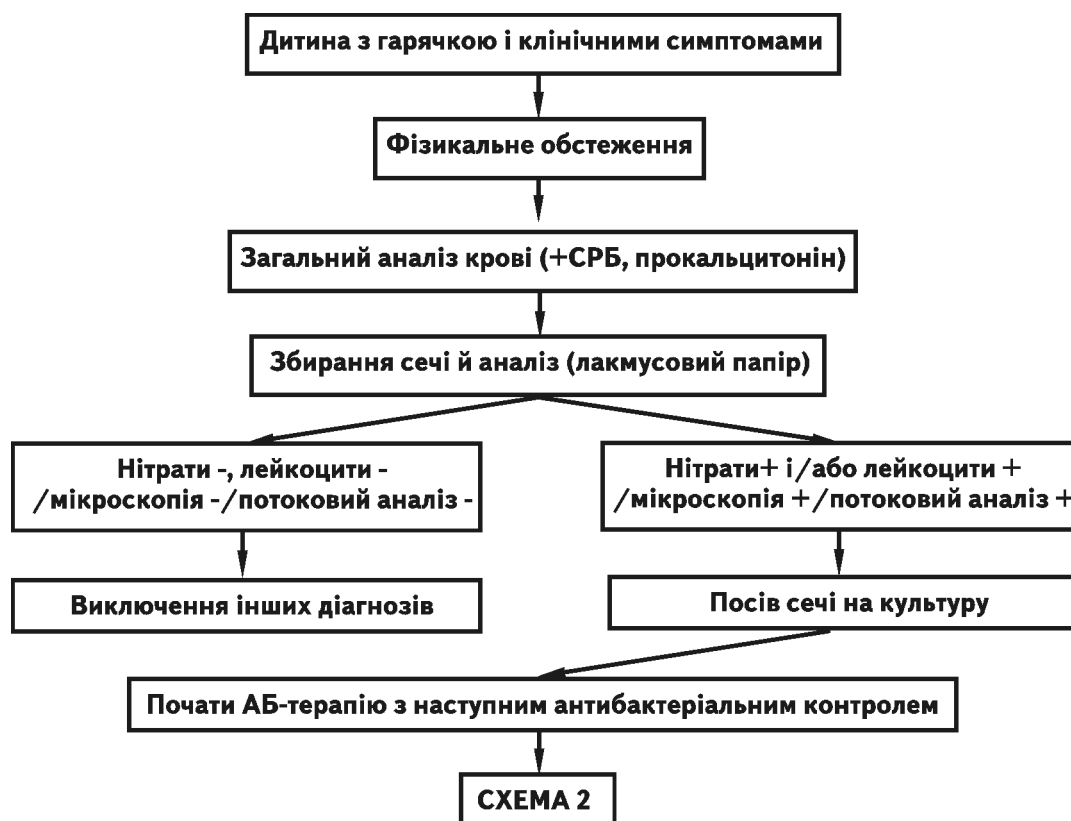 Дитина з гарячкою і клінічними симптомами
Фізикальне обстеження
Загальний аналіз крові (+СРБ, прокальцитонін)
Збирання сечі й аналіз (лакмусовий папір)
Нітрати -, лейкоцити -
/мікроскопія -/потоковий аналіз -
Нітрати+ і/або лейкоцити +
/мікроскопія +/потоковий аналіз +
Виключення інших діагнозів
Посів сечі на культуру
Почати АБ-терапію з наступним антибактеріальним контролем
СХЕМА 2